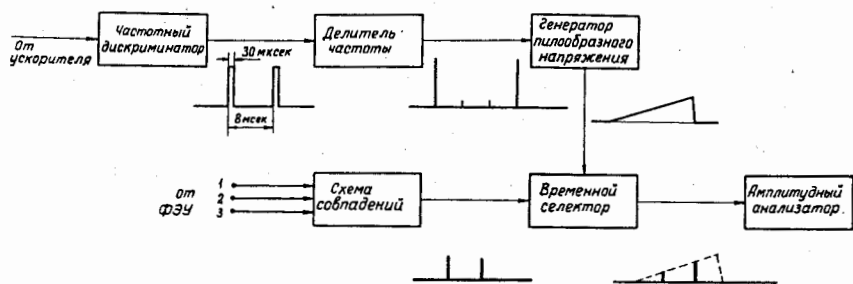 От
ускорителя
Частотный
дискриминатор
30 мксек
8 мсек
Делитель
частоты
Генератор
пилообразного
напряжения
от
ФЭУ
1
2
3
Схема
совпадений
Временной
селектор
Амплитудный
анализатор.